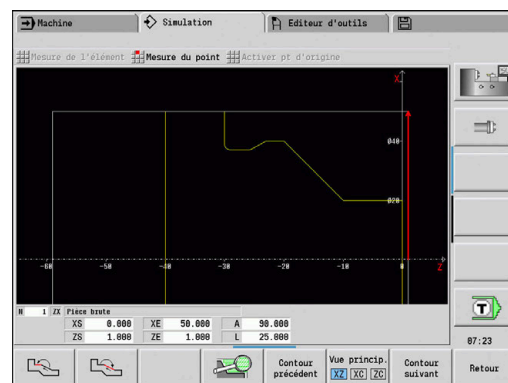 Machine Simulation Editeur d'outils
Mesure de l'élément Mesure du point Activer pt d'origine
X
Ø40
Ø20
-60 -40 -30 -20 -10 0 Z
N 1 ZX Pièce brute
XS 0.000 XE 50.000 A 90.000
ZS 1.000 ZE 1.000 L 25.000
T
07:23
Contour précédent
Vue princip.
XZ XC ZC
Contour suivant
Retour